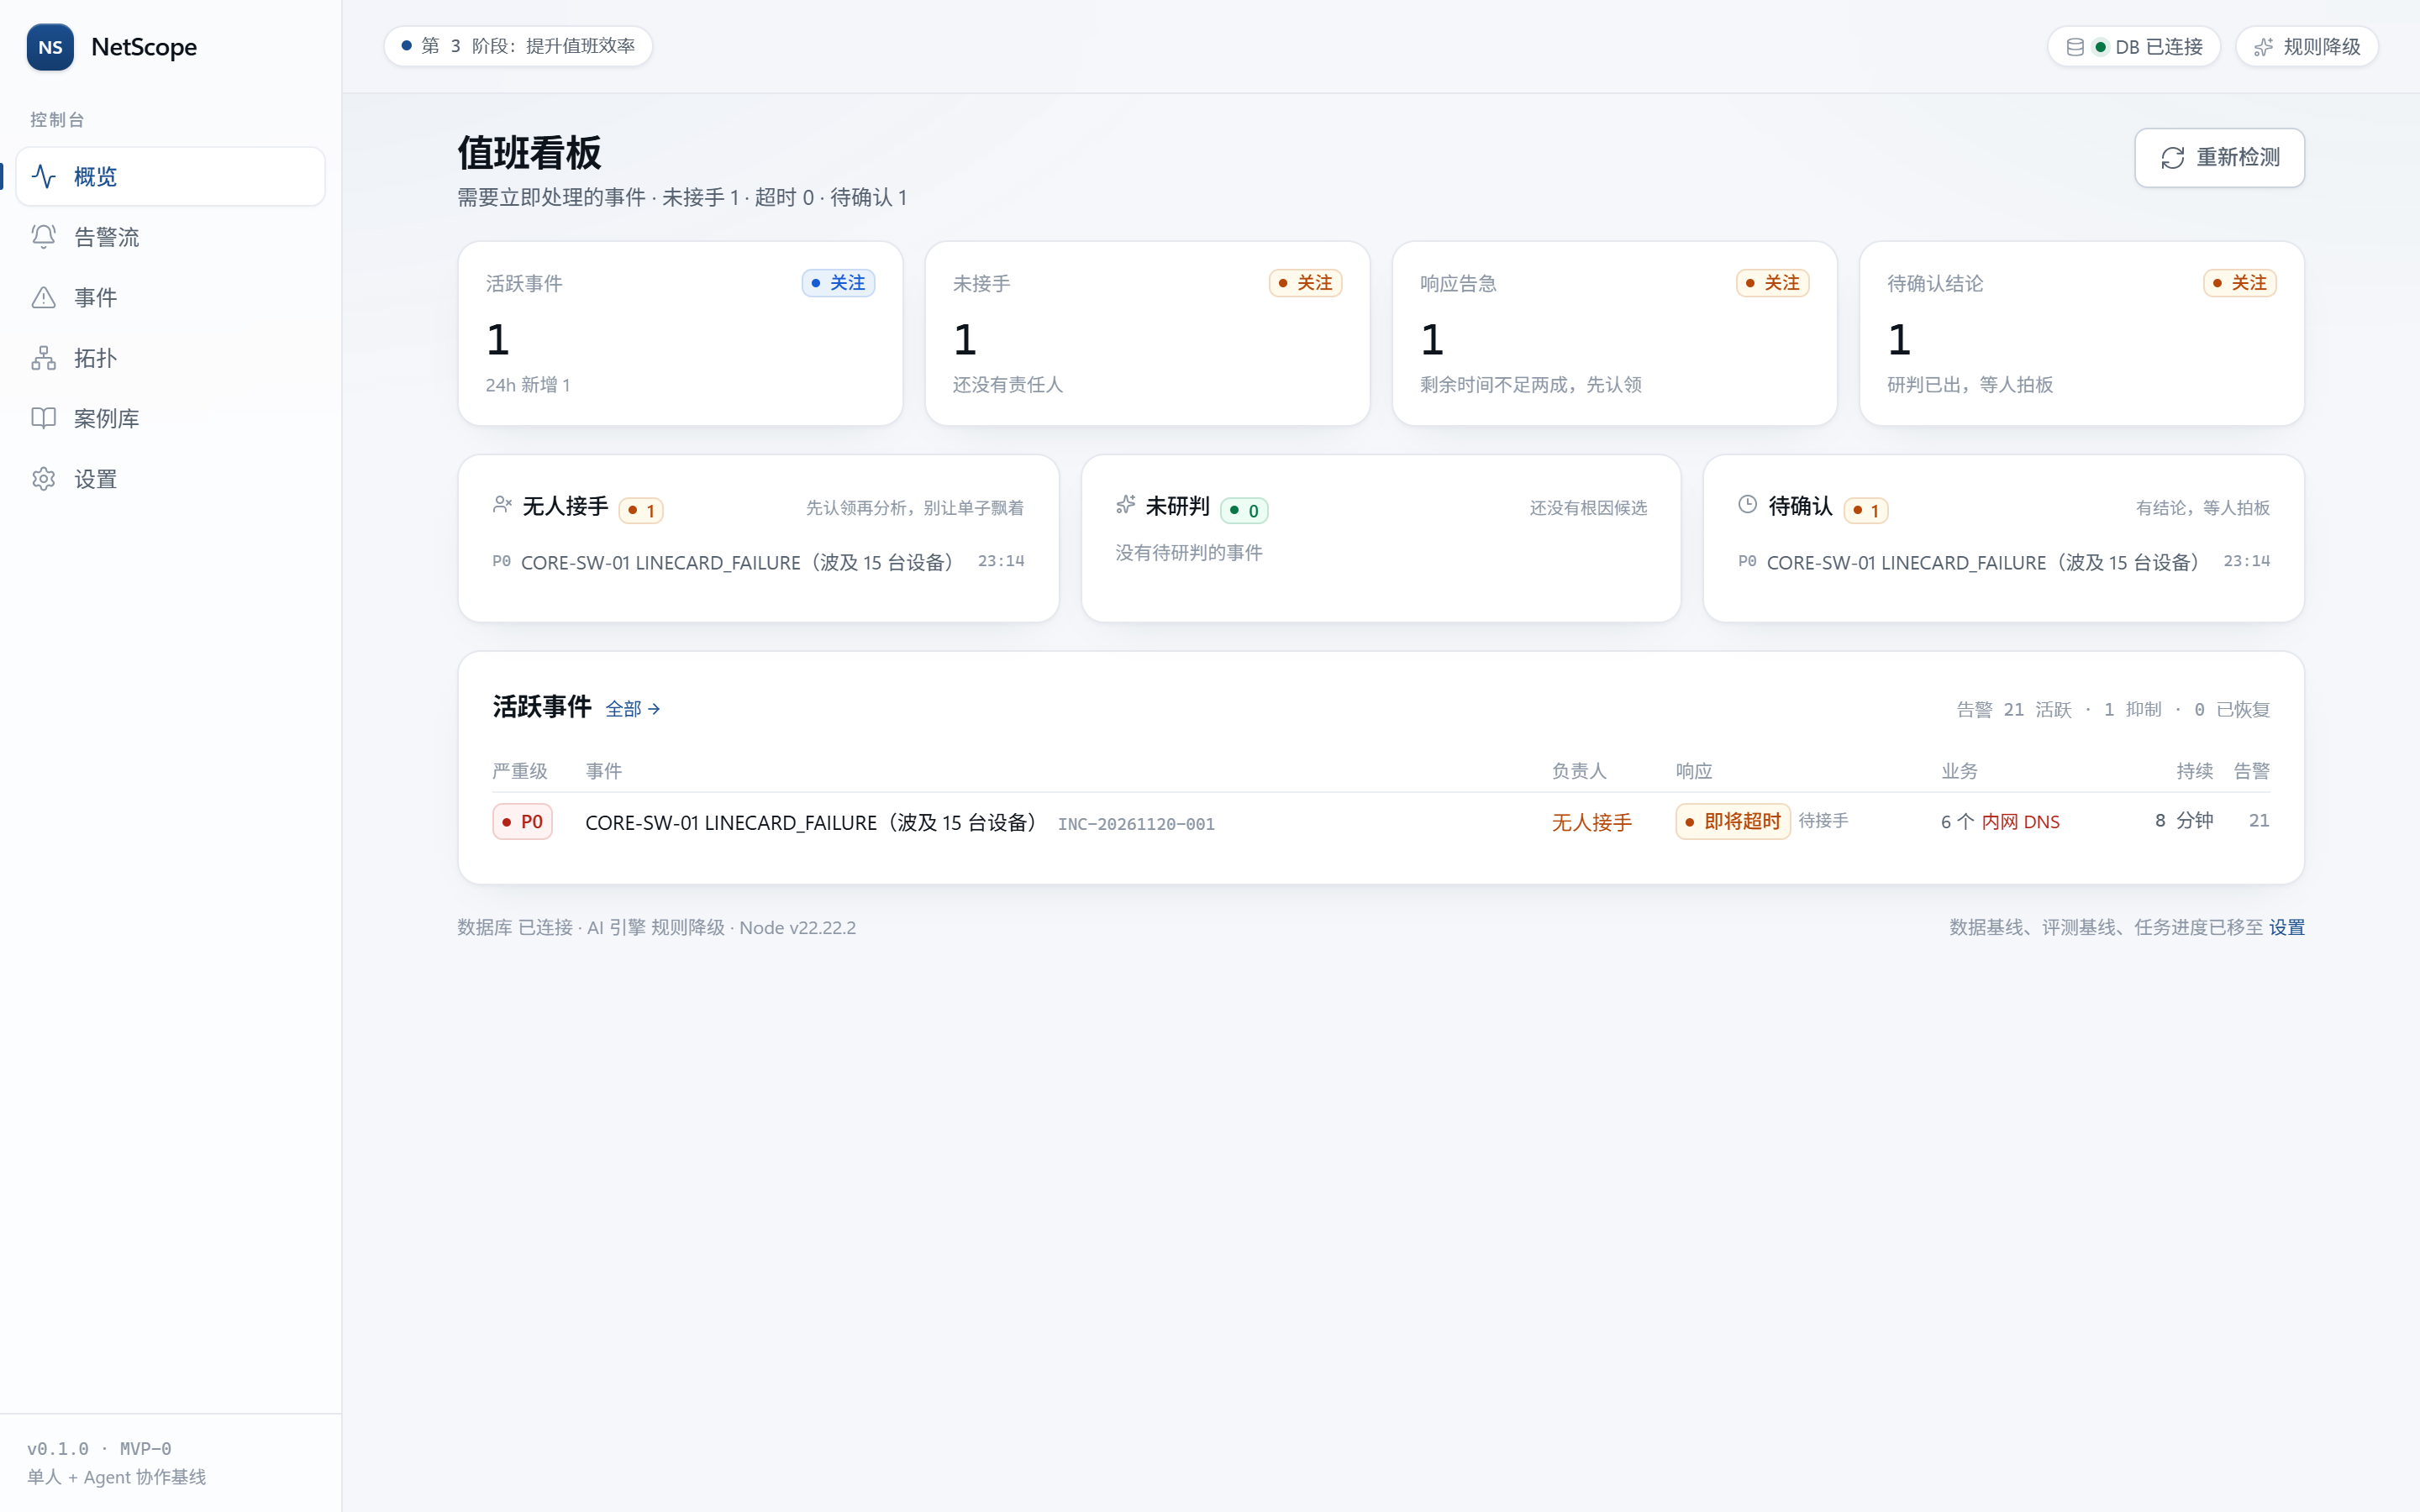 NS NetScope
控制台
概览
告警流
事件
拓扑
案例库
设置
v0.1.0 · MVP-0
单人 + Agent 协作基线
第 3 阶段：提升值班效率
DB 已连接
规则降级
值班看板
需要立即处理的事件 · 未接手 1 · 超时 0 · 待确认 1
重新检测
活跃事件 关注
1
24h 新增 1
未接手 关注
1
还没有责任人
响应告急 关注
1
剩余时间不足两成，先认领
待确认结论 关注
1
研判已出，等人拍板
无人接手 1 先认领再分析，别让单子飘着
P0 CORE-SW-01 LINECARD_FAILURE（波及 15 台设备） 23:14
未研判 0 还没有根因候选
没有待研判的事件
待确认 1 有结论，等人拍板
P0 CORE-SW-01 LINECARD_FAILURE（波及 15 台设备） 23:14
活跃事件 全部 → 告警 21 活跃 · 1 抑制 · 0 已恢复
严重级 事件 负责人 响应 业务 持续 告警
P0 CORE-SW-01 LINECARD_FAILURE（波及 15 台设备） INC-20261120-001 无人接手 即将超时 待接手 6 个 内网 DNS 8 分钟 21
数据库 已连接 · AI 引擎 规则降级 · Node v22.22.2
数据基线、评测基线、任务进度已移至 设置